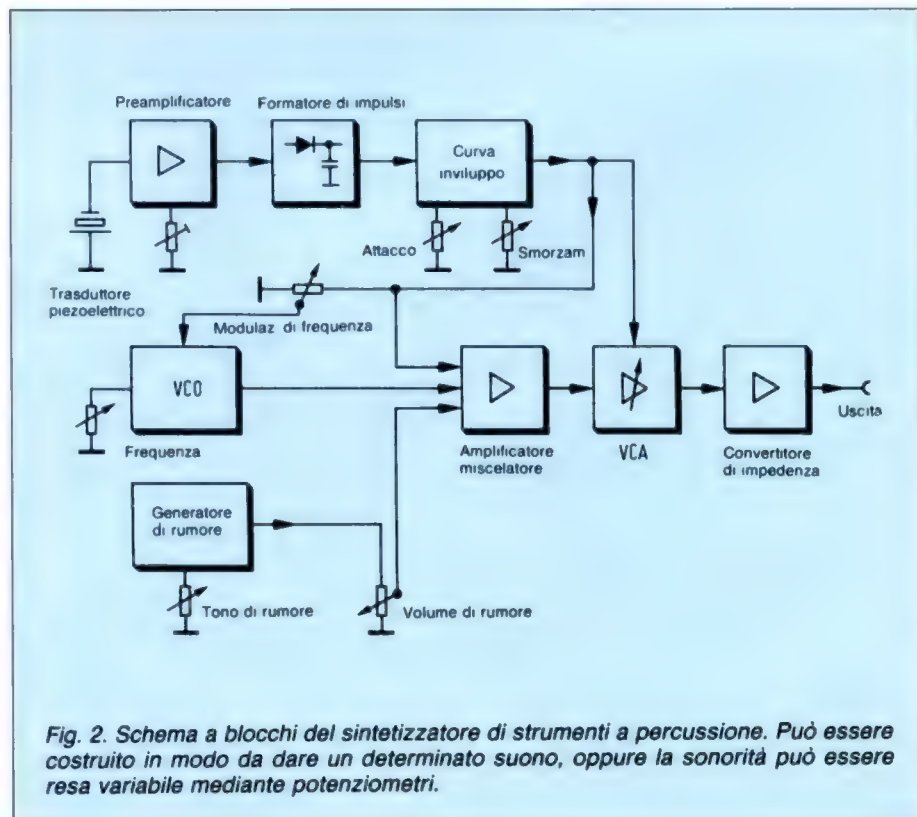 Preamplificatore
Formatore di impulsi
Curva
inviluppo
Attacco
Smorzam
Trasduttore
piezoelettrico
Modulaz di frequenza
VCO
Frequenza
Amplificatore
miscelatore
VCA
Convertitore
di impedenza
Uscita
Generatore
di rumore
Tono di rumore
Volume di rumore
Fig. 2. Schema a blocchi del sintetizzatore di strumenti a percussione. Può essere
costruito in modo da dare un determinato suono, oppure la sonorità può essere
resa variabile mediante potenziometri.